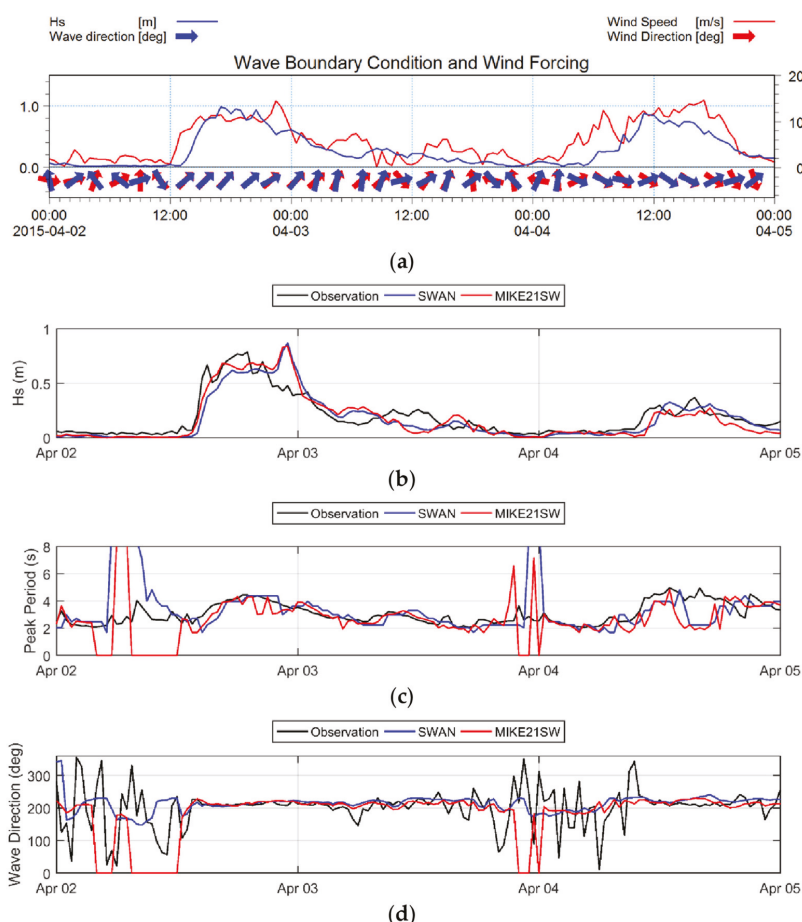 Hs [m] Wind Speed [m/s]
Wave direction [deg] Wind Direction [deg]
Wave Boundary Condition and Wind Forcing
20
1.0
10
0.0 0
00:00 12:00 00:00 12:00 00:00 12:00 00:00
2015-04-02 04-03 04-04 04-05
(a)
Observation SWAN MIKE21SW
1
0.5
0
Hs (m)
Apr 02 Apr 03 Apr 04 Apr 05
(b)
Observation SWAN MIKE21SW
8
6
4
2
0
Peak Period (s)
Apr 02 Apr 03 Apr 04 Apr 05
(c)
Observation SWAN MIKE21SW
300
200
100
0
Wave Direction (deg)
Apr 02 Apr 03 Apr 04 Apr 05
(d)